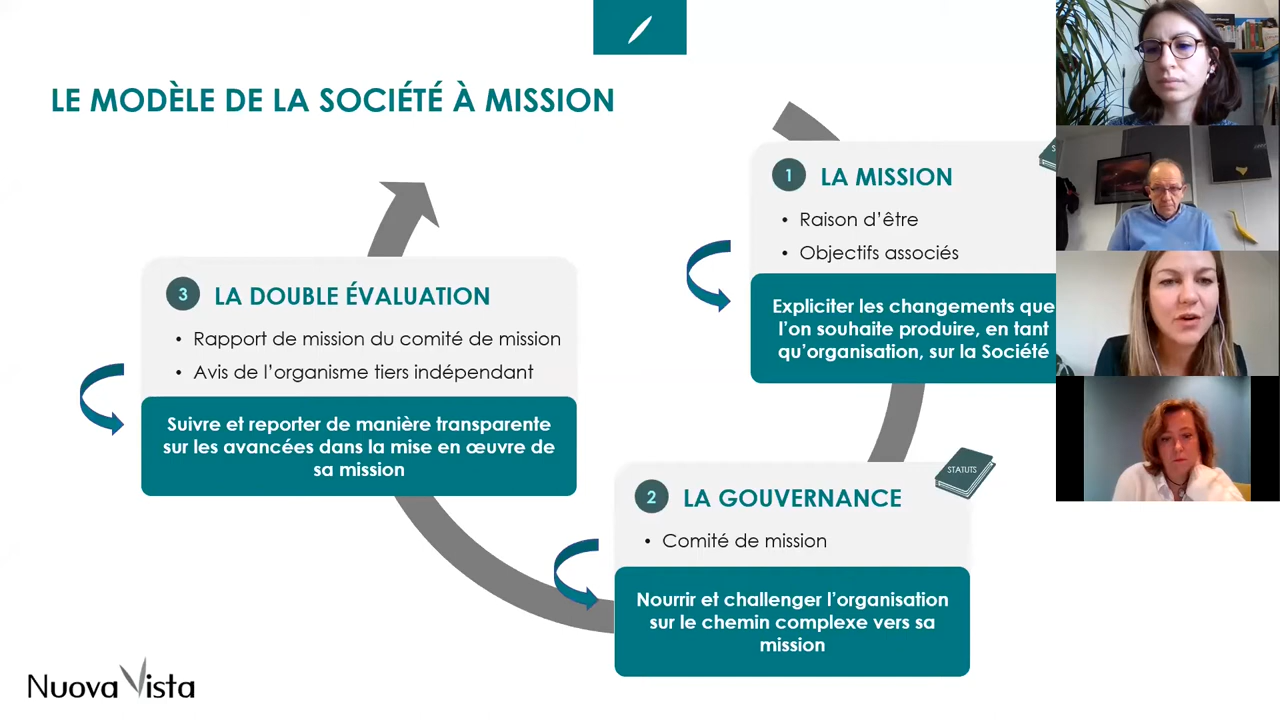 LE MODÈLE DE LA SOCIÉTÉ À MISSION
1 LA MISSION
• Raison d’être
• Objectifs associés
Expliciter les changements que
l’on souhaite produire, en tant
qu’organisation, sur la Société
3 LA DOUBLE ÉVALUATION
• Rapport de mission du comité de mission
• Avis de l’organisme tiers indépendant
Suivre et reporter de manière transparente
sur les avancées dans la mise en œuvre de
sa mission
STATUTS
2 LA GOUVERNANCE
• Comité de mission
Nourrir et challenger l’organisation
sur le chemin complexe vers sa
mission
Nuova Vista